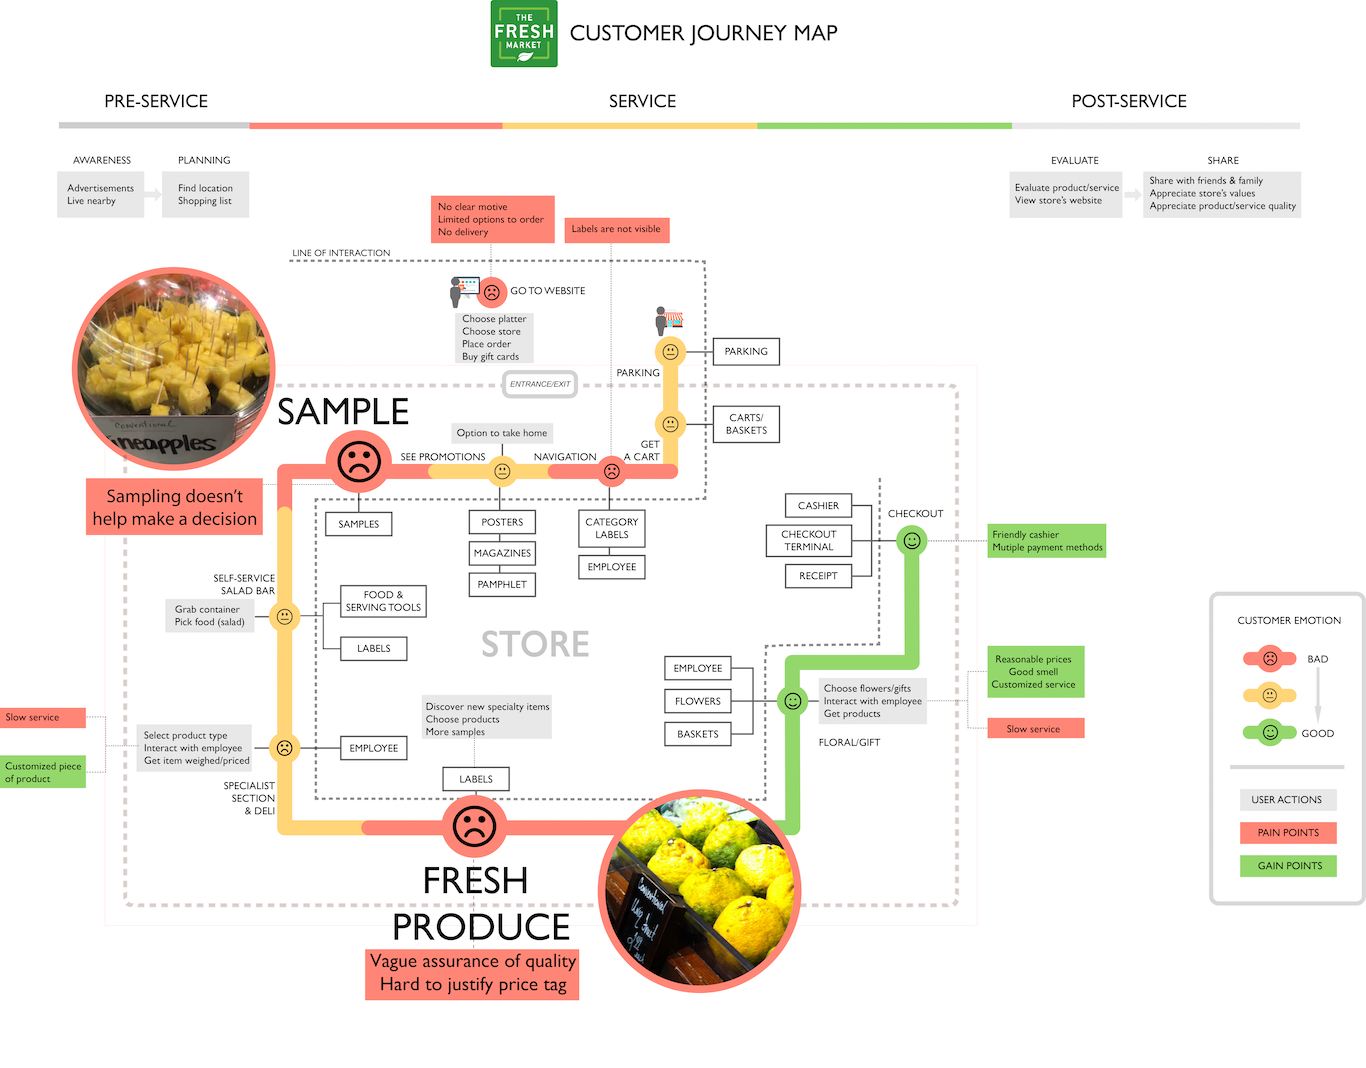 THE
FRESH
MARKET
CUSTOMER JOURNEY MAP
PRE-SERVICE
SERVICE
POST-SERVICE
AWARENESS
Advertisements
Live nearby
PLANNING
Find location
Shopping list
EVALUATE
Evaluate product/service
View store's website
SHARE
Share with friends & family
Appreciate store's values
Appreciate product/service quality
No clear motive
Limited options to order
No delivery
Labels are not visible
LINE OF INTERACTION
GO TO WEBSITE
Choose platter
Choose store
Place order
Buy gift cards
PARKING
PARKING
ENTRANCE/EXIT
CARTS/
BASKETS
GET
A CART
NAVIGATION
Option to take home
SEE PROMOTIONS
SAMPLE
Conventional
ineapples
Sampling doesn't
help make a decision
SAMPLES
POSTERS
MAGAZINES
PAMPHLET
CATEGORY
LABELS
EMPLOYEE
CASHIER
CHECKOUT
TERMINAL
RECEIPT
CHECKOUT
Friendly cashier
Mutiple payment methods
SELF-SERVICE
SALAD BAR
Grab container
Pick food (salad)
FOOD &
SERVING TOOLS
LABELS
STORE
EMPLOYEE
FLOWERS
BASKETS
Choose flowers/gifts
Interact with employee
Get products
FLORAL/GIFT
Reasonable prices
Good smell
Customized service
Slow service
Slow service
Customized piece
of product
Select product type
Interact with employee
Get item weighed/priced
EMPLOYEE
SPECIALIST
SECTION
& DELI
Discover new specialty items
Choose products
More samples
LABELS
FRESH
PRODUCE
Vague assurance of quality
Hard to justify price tag
Conventional
CUSTOMER EMOTION
BAD
GOOD
USER ACTIONS
PAIN POINTS
GAIN POINTS